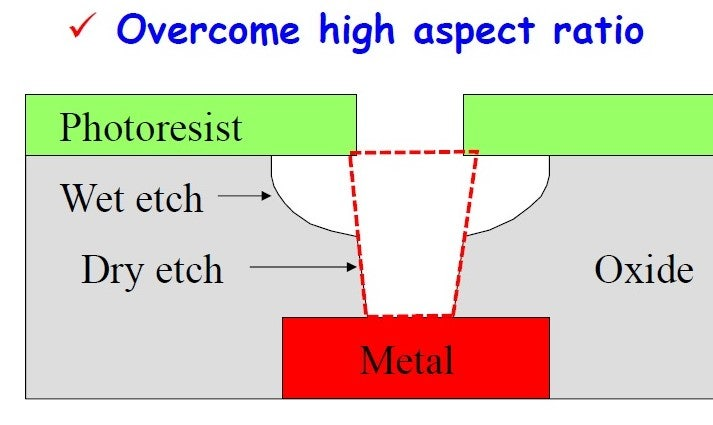 ✓ Overcome high aspect ratio
Photoresist
Wet etch
Dry etch
Oxide
Metal